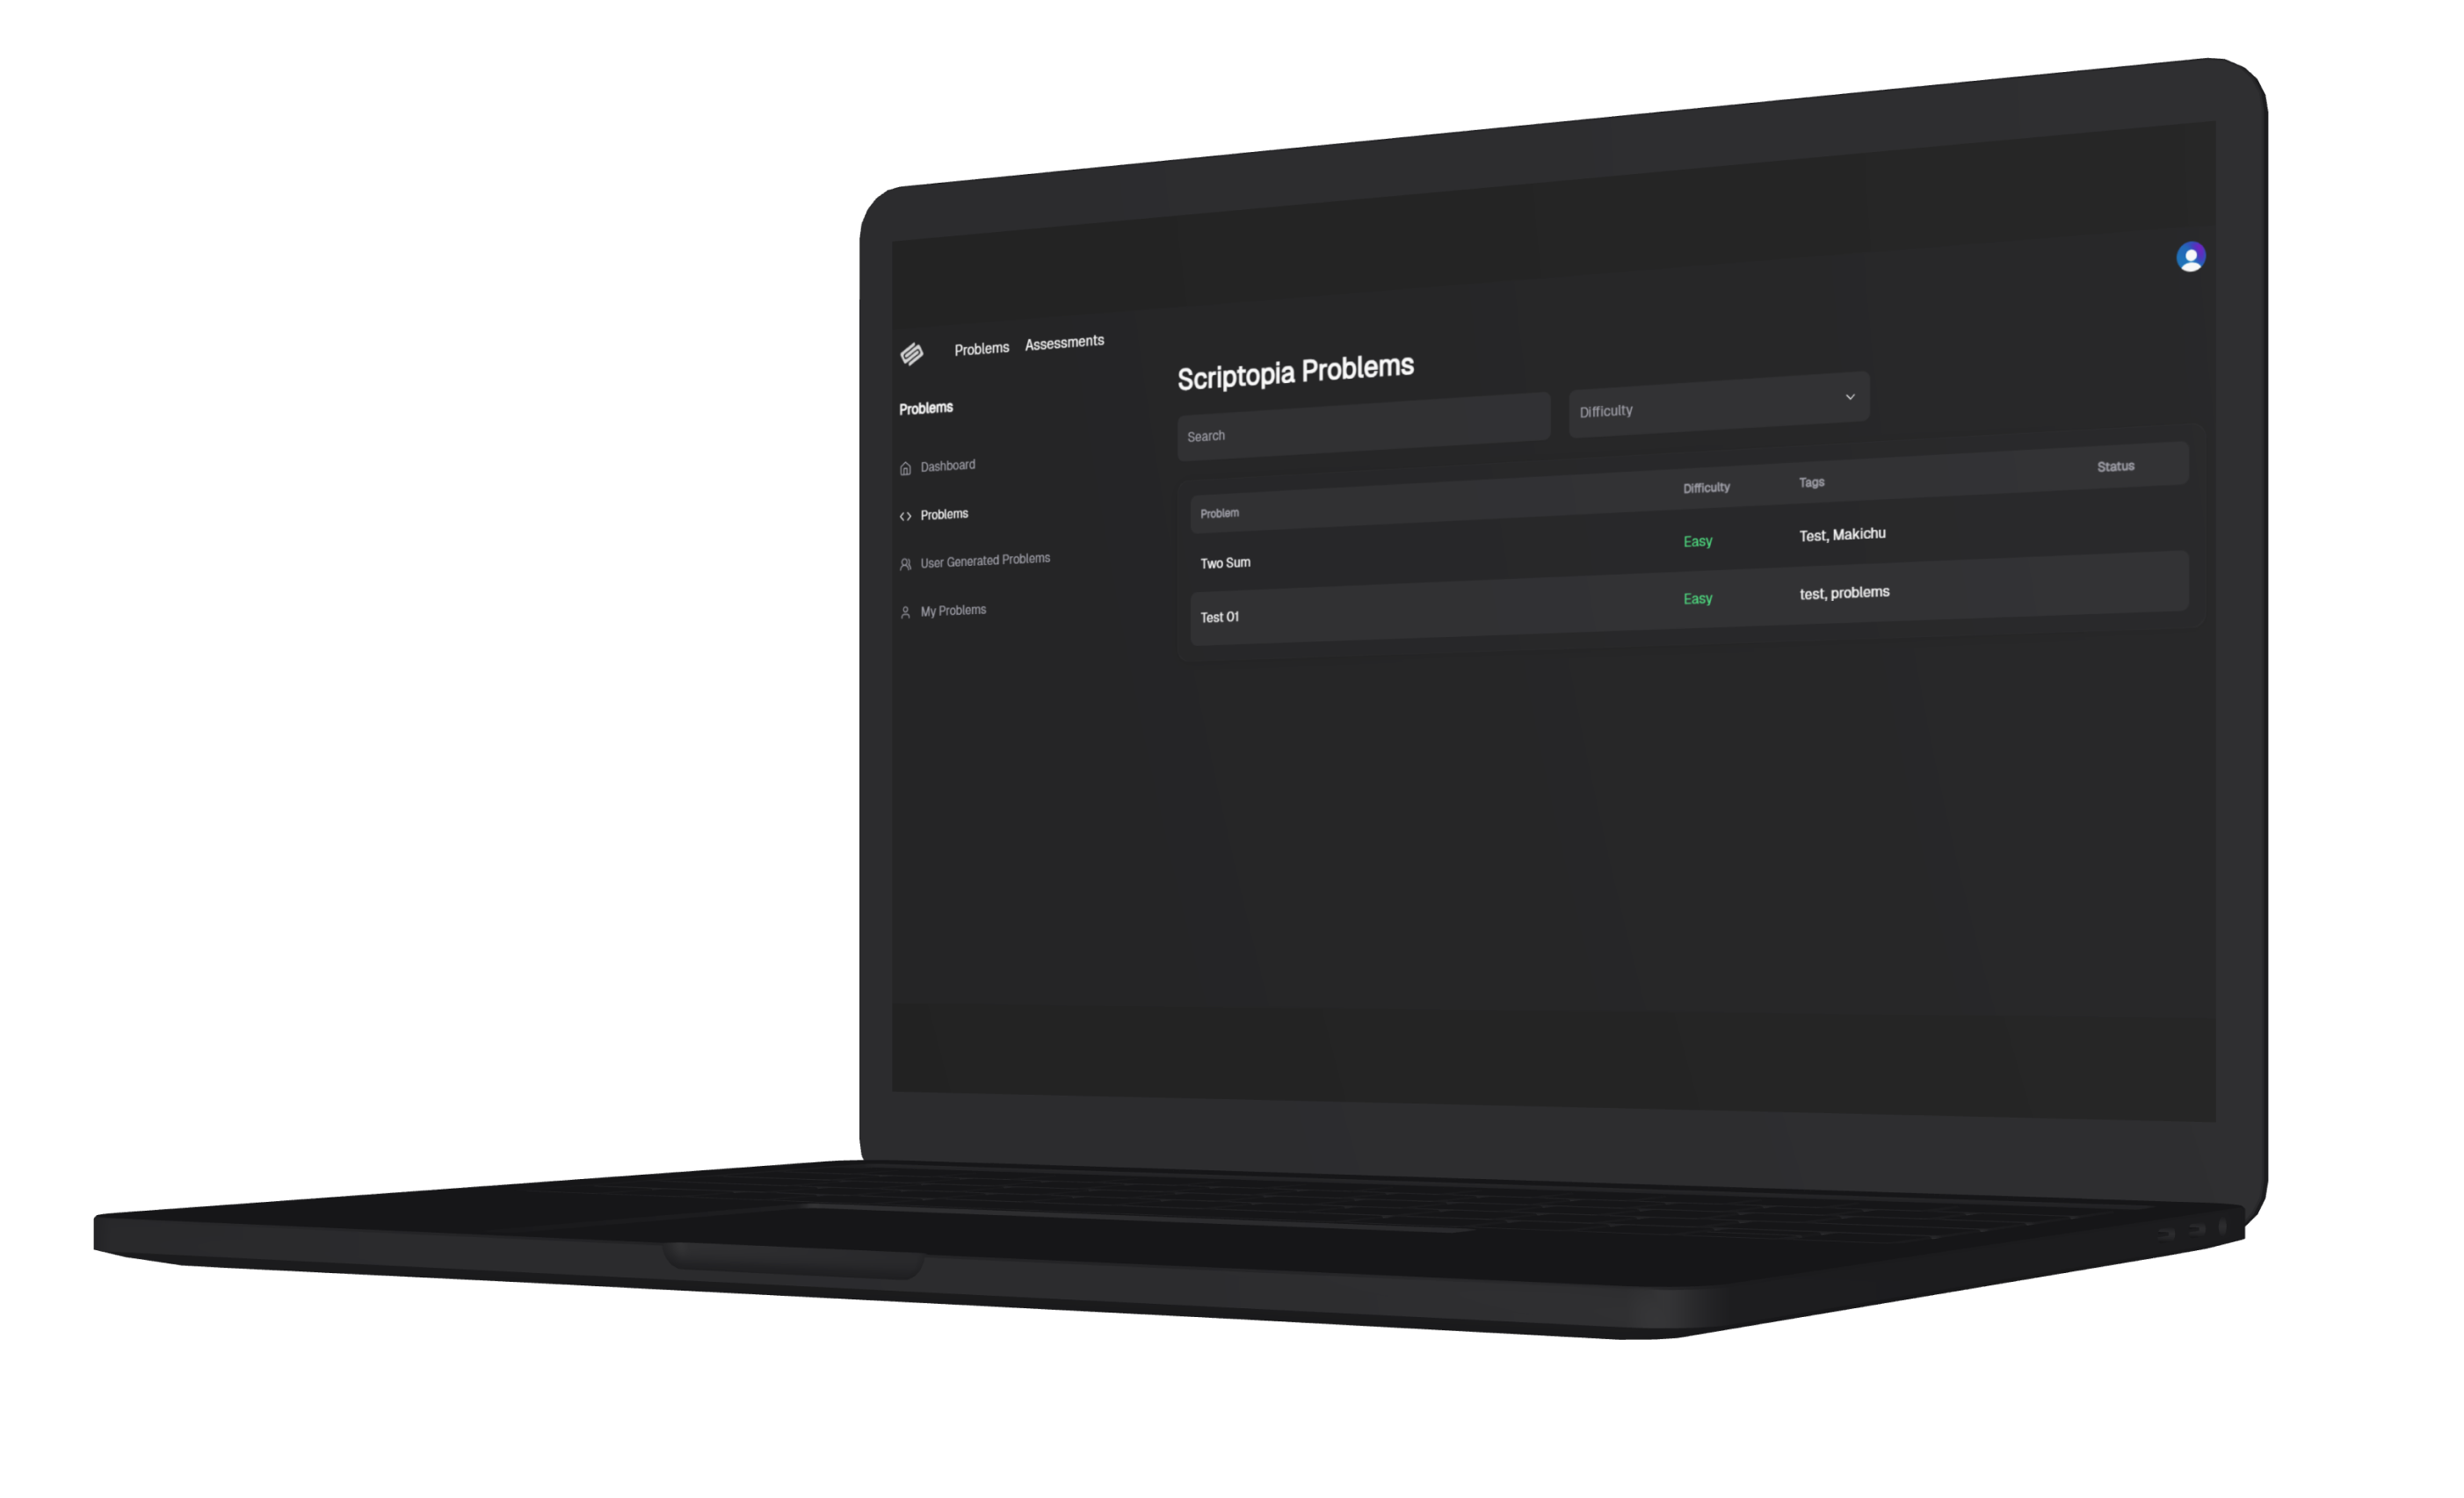 Problems Assessments
Problems
Dashboard
Problems
User Generated Problems
My Problems
Scriptopia Problems
Search
Difficulty
Problem Difficulty Tags Status
Two Sum Easy Test, Makichu
Test 01 Easy test, problems